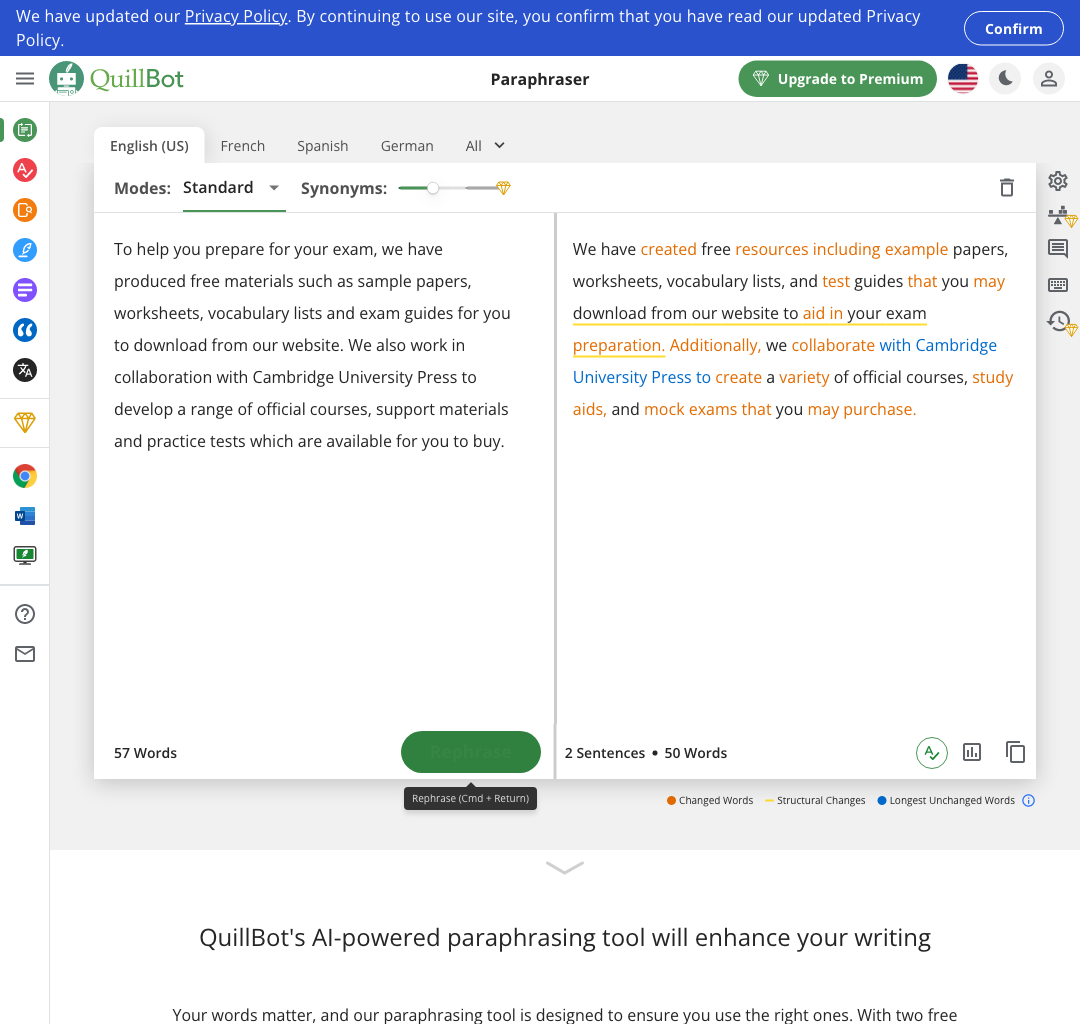 We have updated our Privacy Policy. By continuing to use our site, you confirm that you have read our updated Privacy
Policy.
Confirm
QuillBot
Paraphraser
Upgrade to Premium
English (US)
French
Spanish
German
All
Modes:
Standard
Synonyms:
To help you prepare for your exam, we have
produced free materials such as sample papers,
worksheets, vocabulary lists and exam guides for you
to download from our website. We also work in
collaboration with Cambridge University Press to
develop a range of official courses, support materials
and practice tests which are available for you to buy.
We have created free resources including example papers,
worksheets, vocabulary lists, and test guides that you may
download from our website to aid in your exam
preparation. Additionally, we collaborate with Cambridge
University Press to create a variety of official courses, study
aids, and mock exams that you may purchase.
57 Words
Rephrase
2 Sentences • 50 Words
Rephrase (Cmd + Return)
Changed Words
Structural Changes
Longest Unchanged Words
QuillBot's AI-powered paraphrasing tool will enhance your writing
Your words matter, and our paraphrasing tool is designed to ensure you use the right ones. With two free